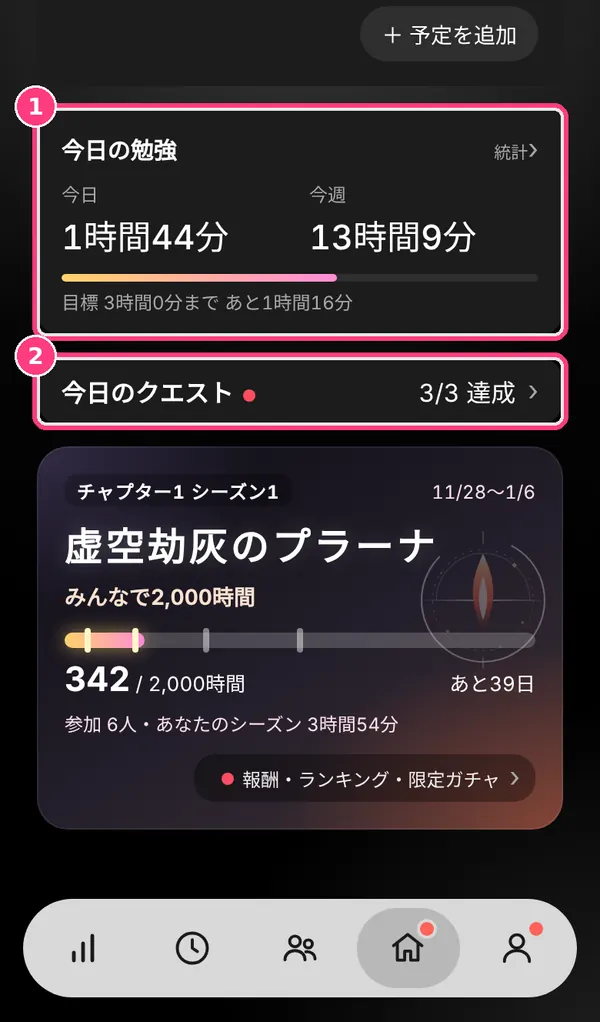 + 予定を追加
1
今日の勉強
統計>
今日
今週
1時間44分
13時間9分
目標 3時間0分まで あと1時間16分
2
今日のクエスト
3/3 達成 >
チャプター1 シーズン1
11/28〜1/6
虚空劫灰のプラーナ
みんなで2,000時間
342 / 2,000時間
あと39日
参加 6人・あなたのシーズン 3時間54分
報酬・ランキング・限定ガチャ >